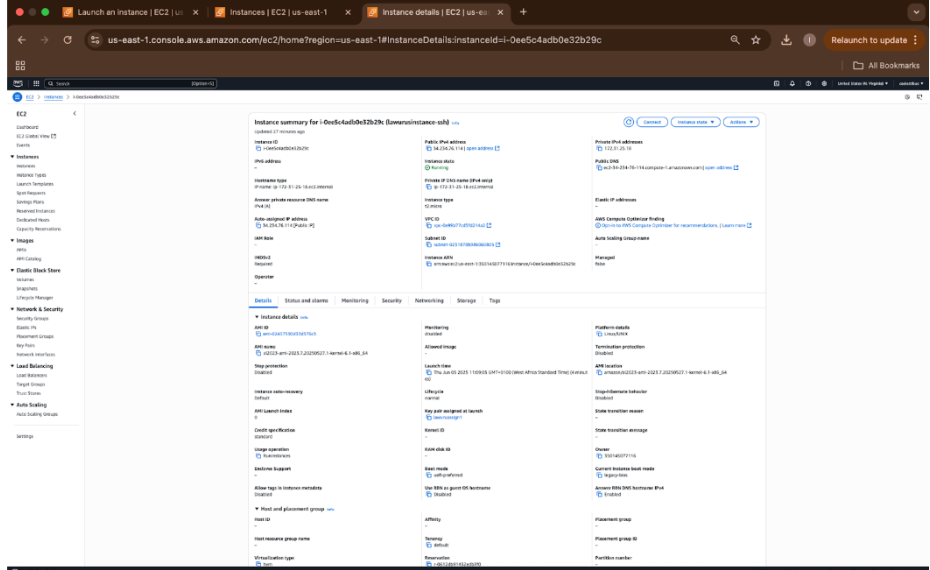 Launch an instance | EC2 | us
Instances | EC2 | us-east-1
Instance details | EC2 | us-ea
us-east-1.console.aws.amazon.com/ec2/home?region=us-east-1#InstanceDetails:instanceId=i-0ee5c4adb0e32b29c
Relaunch to update
All Bookmarks
aws
Search
[Option+S]
EC2 > Instances > i-0ee5c4adb0e32b29c
EC2
Dashboard
EC2 Global View
Events
Instances
Instances
Instance Types
Launch Templates
Spot Requests
Savings Plans
Reserved Instances
Dedicated Hosts
Capacity Reservations
Images
AMIs
AMI Catalog
Elastic Block Store
Volumes
Snapshots
Lifecycle Manager
Network & Security
Security Groups
Elastic IPs
Placement Groups
Key Pairs
Network Interfaces
Load Balancing
Load Balancers
Target Groups
Trust Stores
Auto Scaling
Auto Scaling Groups
Settings
Instance summary for i-0ee5c4adb0e32b29c (lawrussinstance-ssh) Info
Connect
Instance state
Actions
Updated 27 minutes ago
Instance ID
i-0ee5c4adb0e32b29c
Public IPv4 address
54.234.76.114 | open address
Private IPv4 addresses
172.31.25.16
IPv6 address
–
Instance state
Running
Public DNS
ec2-54-234-76-114.compute-1.amazonaws.com | open address
Hostname type
IP name: ip-172-31-25-16.ec2.internal
Private IP DNS name (IPv4 only)
ip-172-31-25-16.ec2.internal
Answer private resource DNS name
IPv4 (A)
Instance type
t2.micro
Elastic IP addresses
–
Auto-assigned IP address
54.234.76.114 [Public IP]
VPC ID
AWS Compute Optimizer finding
Opt-in to AWS Compute Optimizer for recommendations. | Learn more
IAM Role
–
Subnet ID
Auto Scaling Group name
–
IMDSv2
Required
Instance ARN
Managed
false
Operator
–
Details
Status and alarms
Monitoring
Security
Networking
Storage
Tags
Instance details Info
AMI ID
Monitoring
disabled
Platform details
Linux/UNIX
AMI name
al2023-ami-2023.7.20250527.1-kernel-6.1-x86_64
Allowed image
–
Termination protection
Disabled
Stop protection
Disabled
Launch time
Thu Jun 05 2025 11:09:05 GMT+0100 (West Africa Standard Time)
AMI location
amazon/al2023-ami-2023.7.20250527.1-kernel-6.1-x86_64
Instance auto-recovery
Default
Lifecycle
normal
Stop-hibernate behavior
Disabled
AMI Launch index
0
Key pair assigned at launch
State transition reason
–
Credit specification
standard
Kernel ID
–
State transition message
–
Usage operation
RunInstances
RAM disk ID
–
Owner
Enclaves Support
–
Boot mode
uefi-preferred
Current instance boot mode
legacy-bios
Allow tags in instance metadata
Disabled
Use RBN as guest OS hostname
Disabled
Answer RBN DNS hostname IPv4
Enabled
Host and placement group Info
Host ID
–
Affinity
–
Placement group
–
Host resource group name
–
Tenancy
default
Placement group ID
–
Virtualization type
hvm
Reservation
Partition number
–